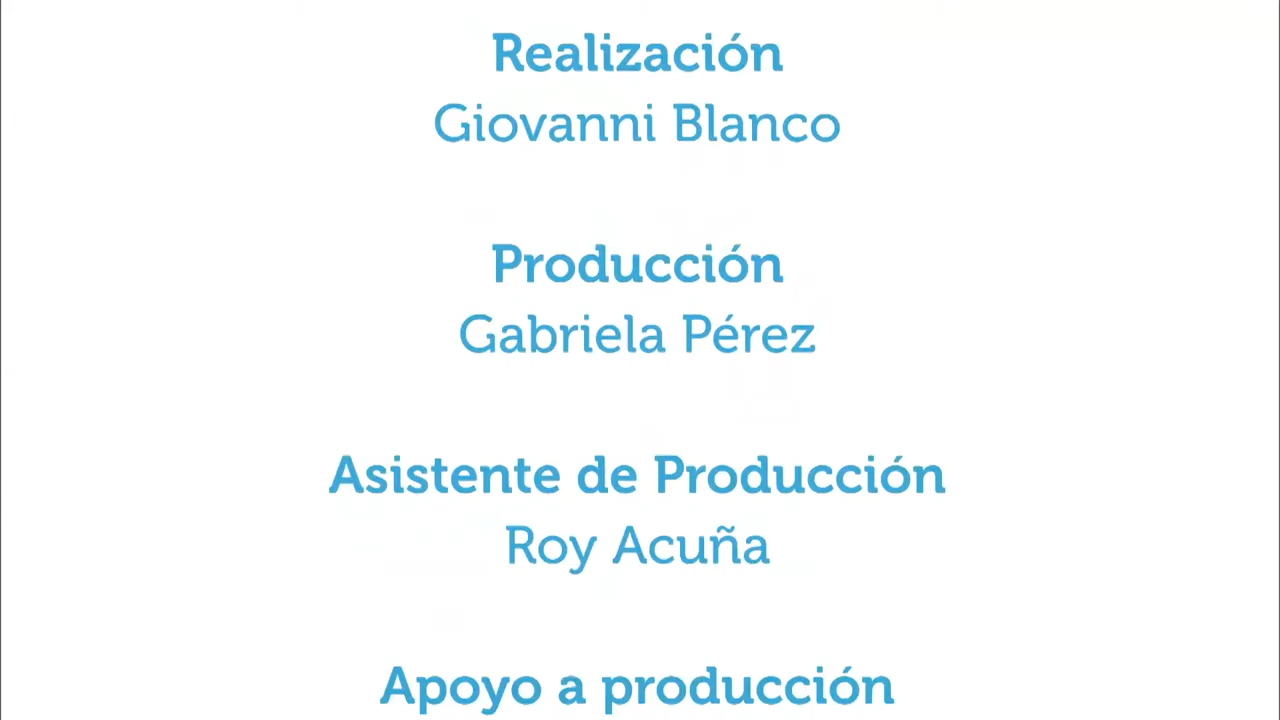 Realización
Giovanni Blanco
Producción
Gabriela Pérez
Asistente de Producción
Roy Acuña
Apoyo a producción